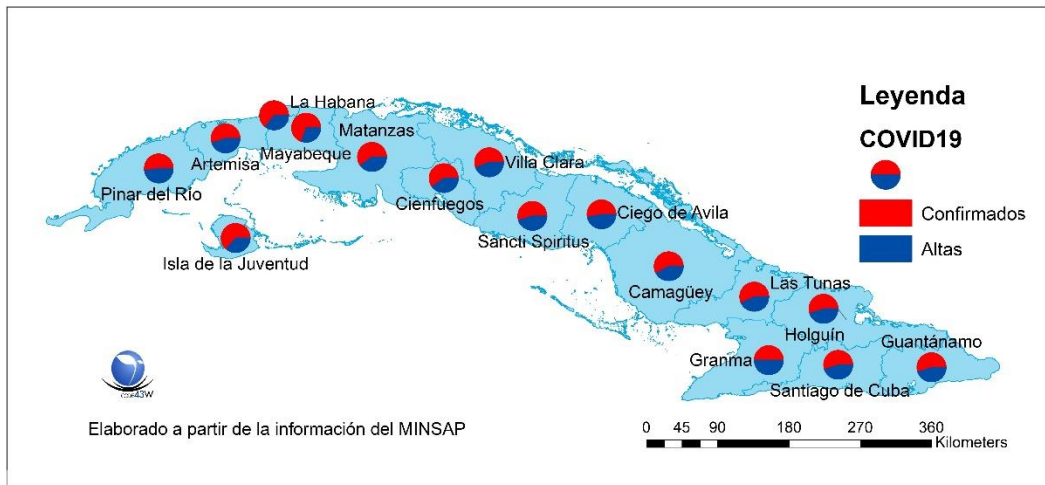 La Habana
Matanzas
Artemisa
Mayabeque
Pinar del Río
Villa Clara
Cienfuegos
Isla de la Juventud
Sancti Spiritus
Ciego de Avila
Camagüey
Las Tunas
Holguín
Guantánamo
Granma
Santiago de Cuba
Leyenda
COVID19
Confirmados
Altas
Elaborado a partir de la información del MINSAP
0 45 90 180 270 360
Kilometers